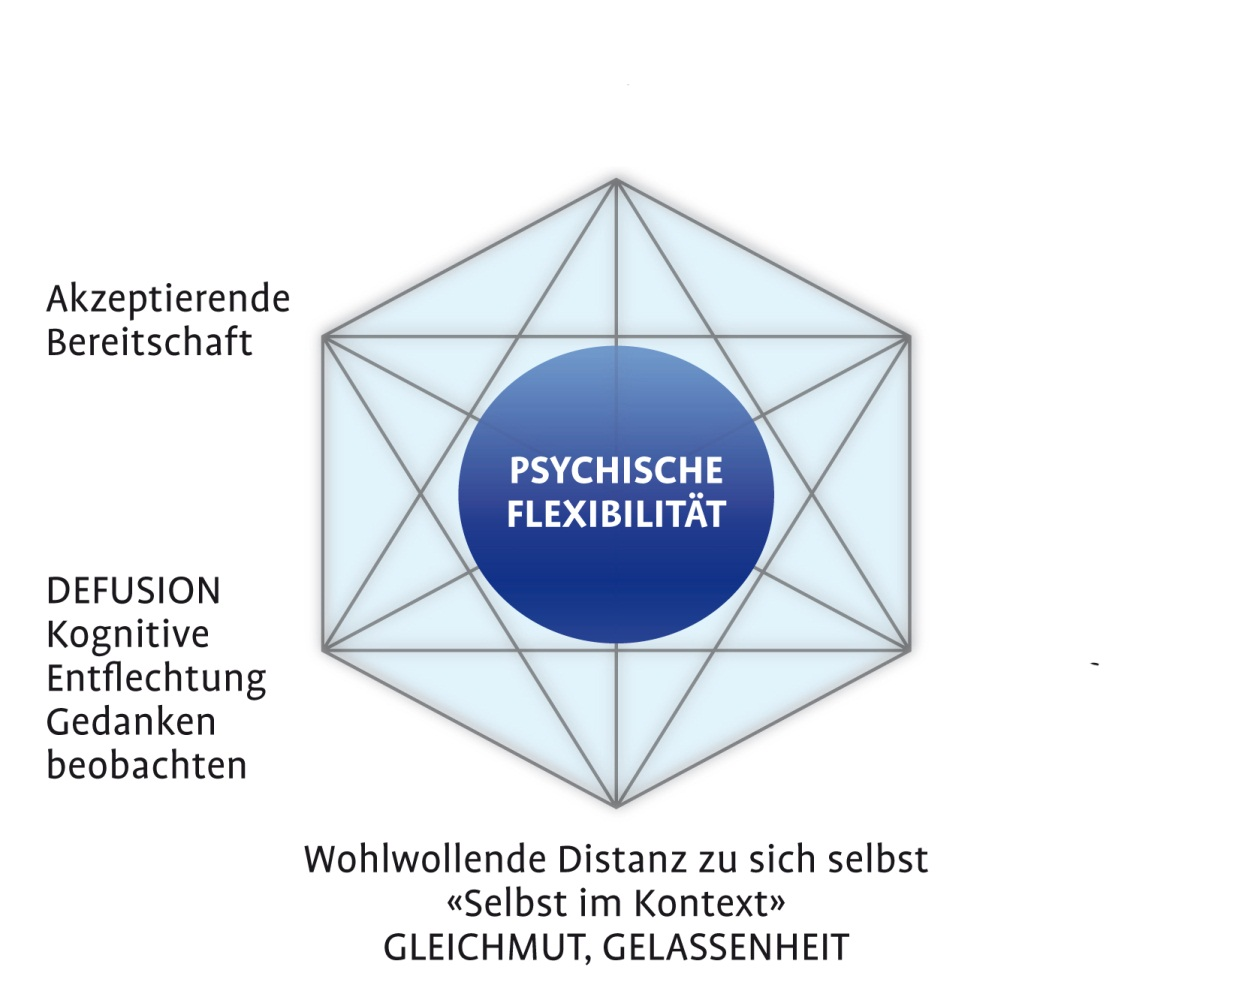 Akzeptierende
Bereitschaft
PSYCHISCHE
FLEXIBILITÄT
DEFUSION
Kognitive
Entflechtung
Gedanken
beobachten
Wohlwollende Distanz zu sich selbst
«Selbst im Kontext»
GLEICHMUT, GELASSENHEIT